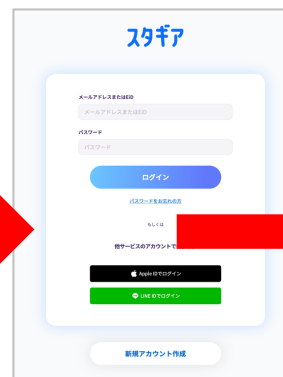 スタギア
メールアドレスまたはEID
メールアドレスまたはEID
パスワード
パスワード
ログイン
パスワードをお忘れの方
もしくは
他サービスのアカウントで
Apple IDでログイン
LINE IDでログイン
新規アカウント作成